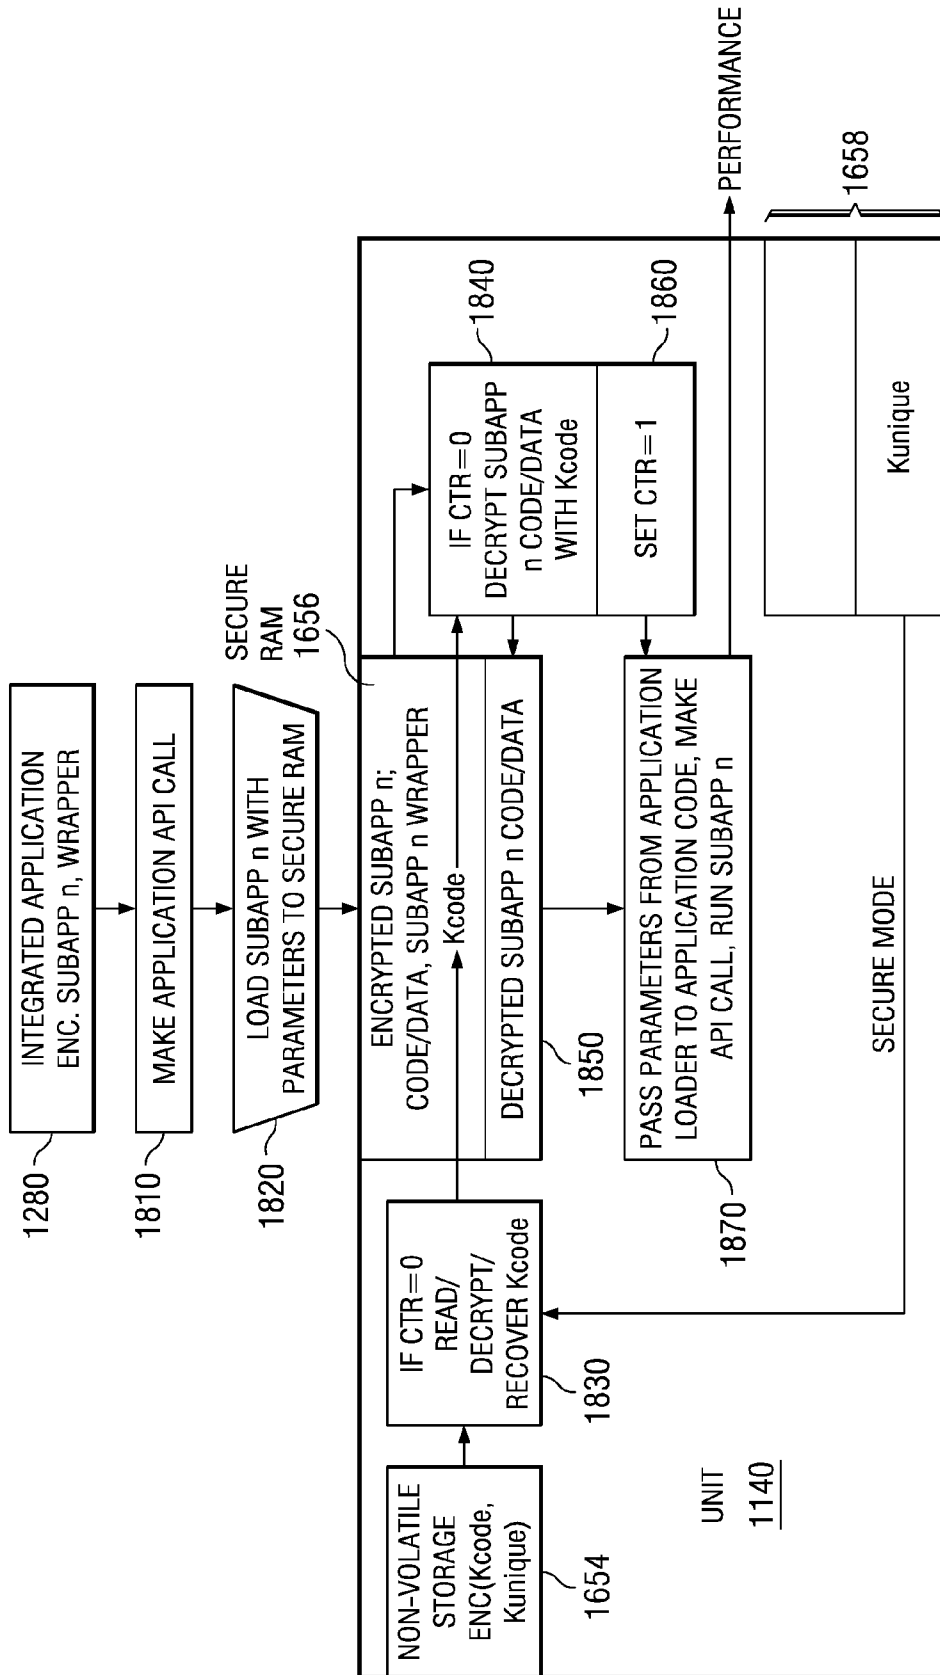 INTEGRATED APPLICATION
ENC. SUBAPP n, WRAPPER
1280
MAKE APPLICATION API CALL
1810
LOAD SUBAPP n WITH
PARAMETERS TO SECURE RAM
1820
SECURE
RAM
1656
NON-VOLATILE
STORAGE
ENC(Kcode,
Kunique)
1654
IF CTR=0
READ/
DECRYPT/
RECOVER Kcode
1830
ENCRYPTED SUBAPP n;
CODE/DATA, SUBAPP n WRAPPER
Kcode
DECRYPTED SUBAPP n CODE/DATA
1850
IF CTR=0
DECRYPT SUBAPP
n CODE/DATA
WITH Kcode
1840
SET CTR=1
1860
PASS PARAMETERS FROM APPLICATION
LOADER TO APPLICATION CODE, MAKE
API CALL, RUN SUBAPP n
1870
PERFORMANCE
UNIT
1140
SECURE MODE
Kunique
1658